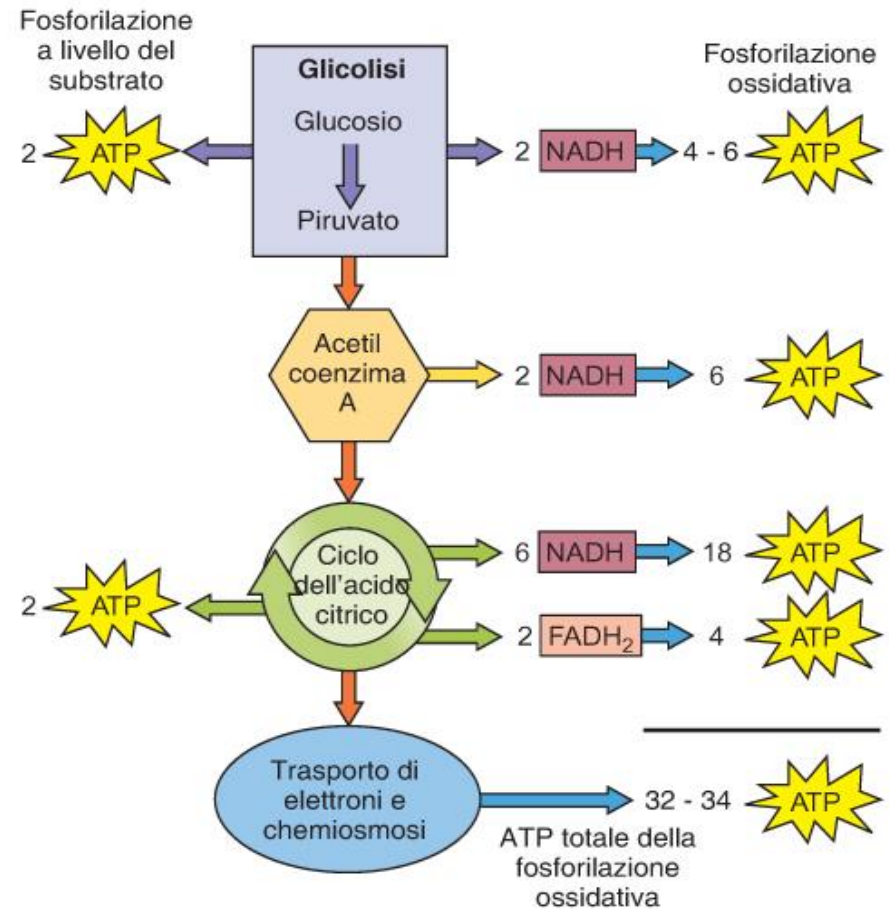 Fosforilazione
a livello del
substrato
Glicolisi
Fosforilazione
ossidativa
2 ATP
Glucosio
Piruvato
2 NADH 4 - 6 ATP
Acetil
coenzima
A
2 NADH 6 ATP
2 ATP
Ciclo
dell'acido
citrico
6 NADH 18 ATP
2 FADH₂ 4 ATP
Trasporto di
elettroni e
chemiosmosi
32 - 34 ATP
ATP totale della
fosforilazione
ossidativa